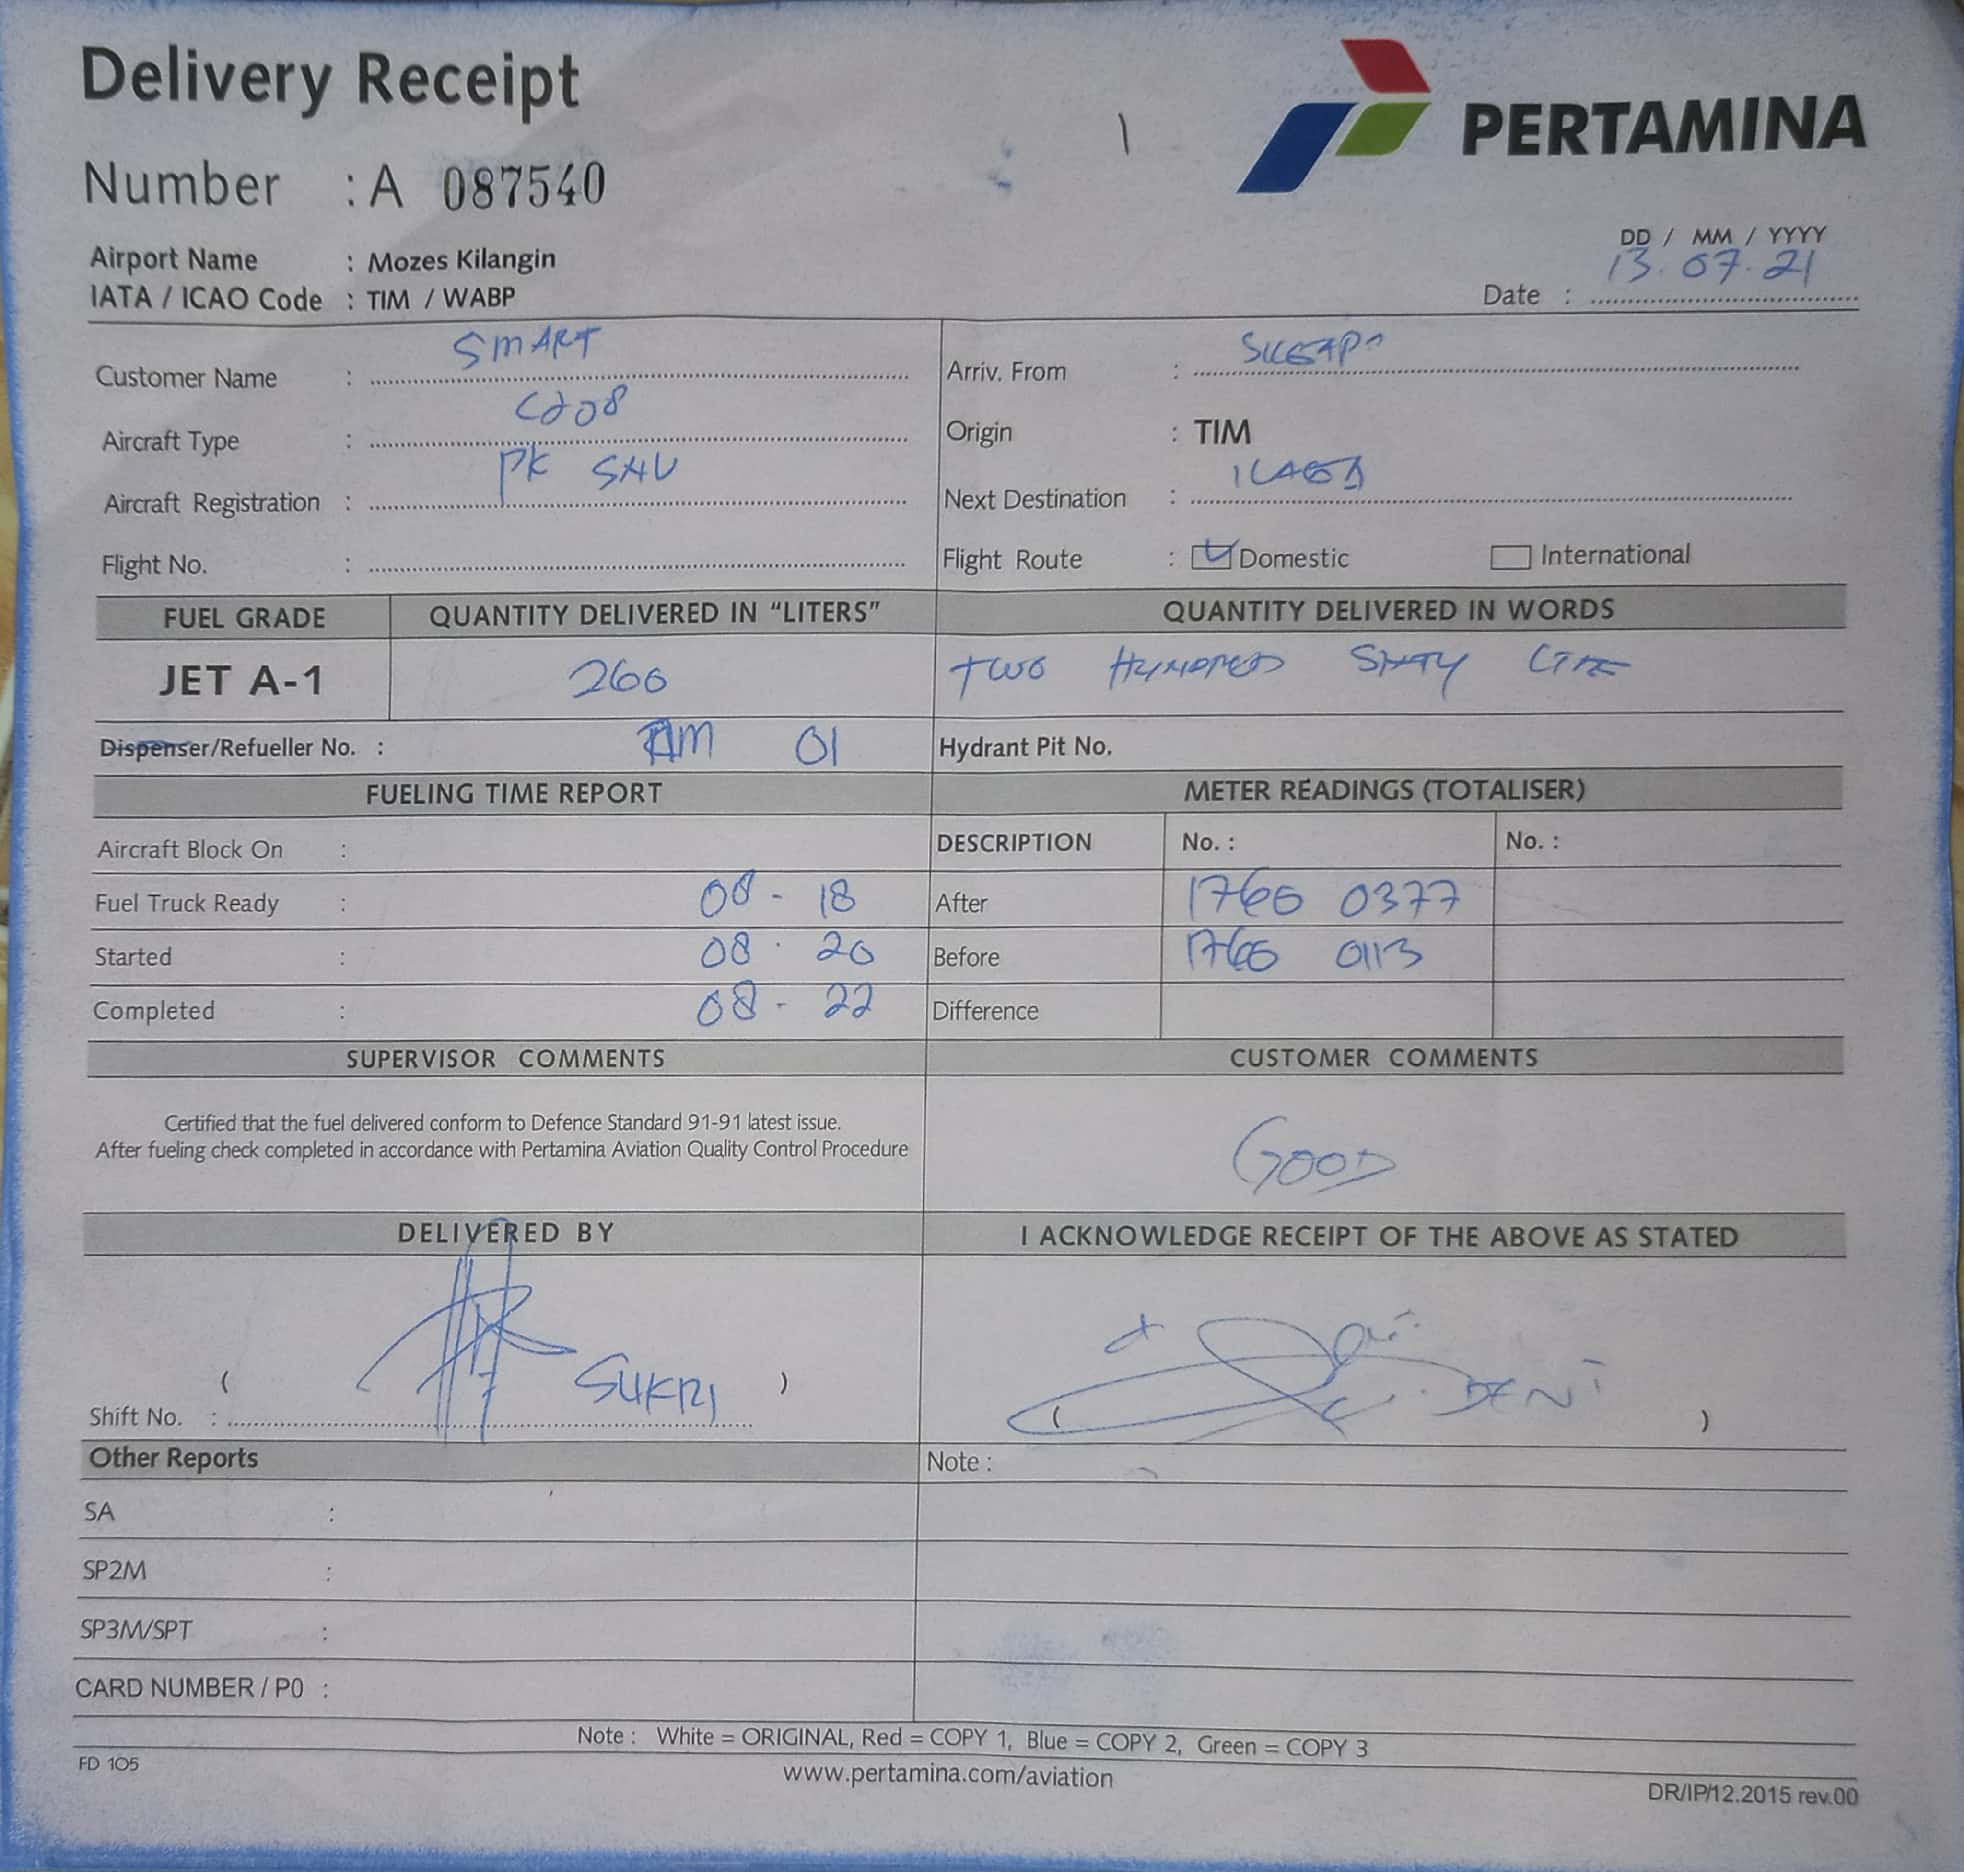 Delivery Receipt
PERTAMINA
Number : A 087540
Airport Name : Mozes Kilangin
IATA / ICAO Code : TIM / WABP
DD / MM / YYYY
Date : 13.07.21
Customer Name : SMART
Arriv. From :
Aircraft Type : C208
Origin : TIM
Aircraft Registration : PK SNU
Next Destination : ILAGA
Flight No. :
Flight Route : Domestic International
FUEL GRADE QUANTITY DELIVERED IN “LITERS” QUANTITY DELIVERED IN WORDS
JET A-1 260 TWO HUNDRED SIXTY
Dispenser/Refueller No. : TIM 01 Hydrant Pit No.
FUELING TIME REPORT METER READINGS (TOTALISER)
Aircraft Block On : DESCRIPTION No. : No. :
Fuel Truck Ready : 08 - 18 After 1766 0377
Started : 08 · 20 Before 1766 0113
Completed : 08 - 22 Difference
SUPERVISOR COMMENTS CUSTOMER COMMENTS
Certified that the fuel delivered conform to Defence Standard 91-91 latest issue.
After fueling check completed in accordance with Pertamina Aviation Quality Control Procedure
GOOD
DELIVERED BY I ACKNOWLEDGE RECEIPT OF THE ABOVE AS STATED
( SUKRI )
( DENI )
Shift No. :
Other Reports Note :
SA :
SP2M :
SP3M/SPT :
CARD NUMBER / P0 :
Note : White = ORIGINAL, Red = COPY 1, Blue = COPY 2, Green = COPY 3
FD 105
www.pertamina.com/aviation
DR/IP/12.2015 rev.00